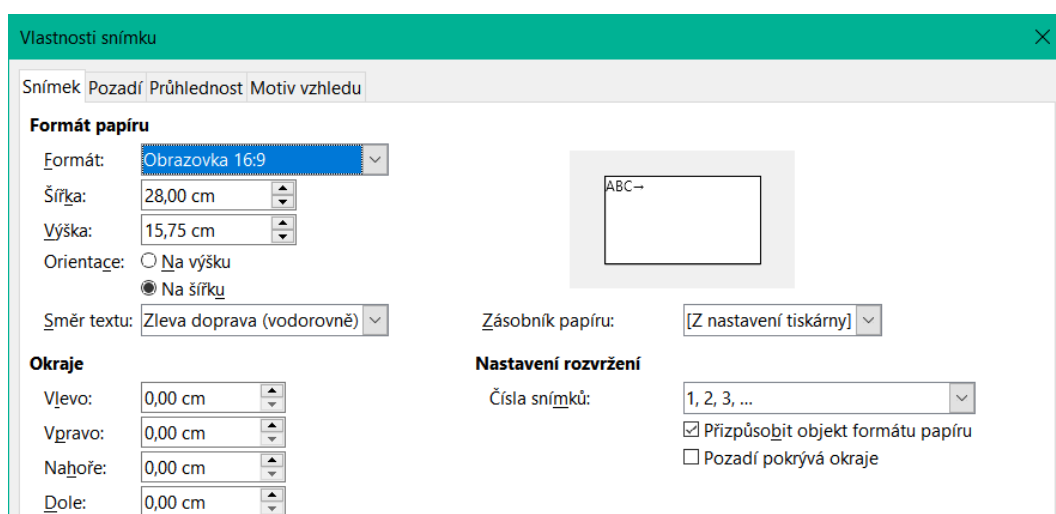 Vlastnosti snímku
Snímek Pozadí Průhlednost Motiv vzhledu
Formát papíru
Formát: Obrazovka 16:9
Šířka: 28,00 cm
Výška: 15,75 cm
Orientace: Na výšku
Na šířku
Směr textu: Zleva doprava (vodorovně)
ABC→
Zásobník papíru: [Z nastavení tiskárny]
Okraje
Vlevo: 0,00 cm
Vpravo: 0,00 cm
Nahoře: 0,00 cm
Dole: 0,00 cm
Nastavení rozvržení
Čísla snímků: 1, 2, 3, ...
Přizpůsobit objekt formátu papíru
Pozadí pokrývá okraje